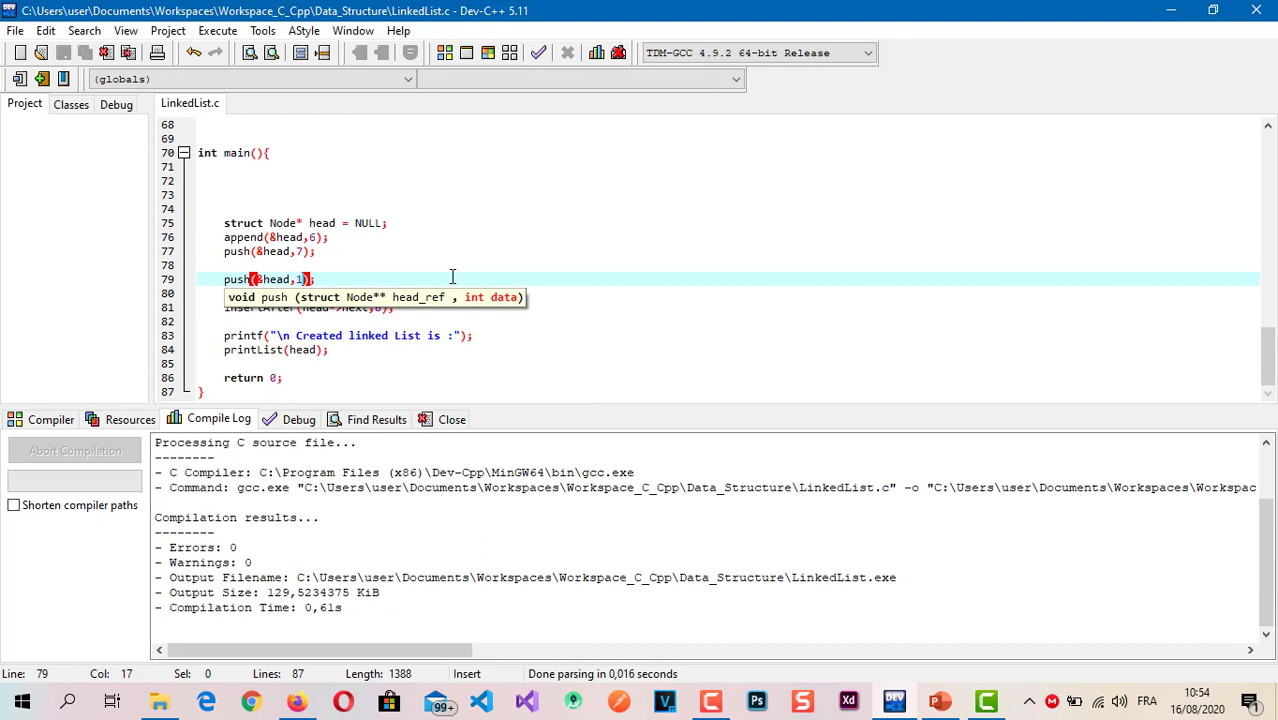 C:\Users\user\Documents\Workspaces\Workspace_C_Cpp\Data_Structure\LinkedList.c - Dev-C++ 5.11
File Edit Search View Project Execute Tools AStyle Window Help
TDM-GCC 4.9.2 64-bit Release
(globals)
Project Classes Debug LinkedList.c
68
69
70 int main(){
71
72
73
74
75 struct Node* head = NULL;
76 append(&head,6);
77 push(&head,7);
78
79 push(&head,1);
80 void push (struct Node** head_ref , int data)
81 insertAfter(head->next,8);
82
83 printf("\n Created linked List is :");
84 printList(head);
85
86 return 0;
87 }
Compiler Resources Compile Log Debug Find Results Close
Abort Compilation
Shorten compiler paths
Processing C source file...
--------
- C Compiler: C:\Program Files (x86)\Dev-Cpp\MinGW64\bin\gcc.exe
- Command: gcc.exe "C:\Users\user\Documents\Workspaces\Workspace_C_Cpp\Data_Structure\LinkedList.c" -o "C:\Users\user\Documents\Workspaces\Workspac
Compilation results...
--------
- Errors: 0
- Warnings: 0
- Output Filename: C:\Users\user\Documents\Workspaces\Workspace_C_Cpp\Data_Structure\LinkedList.exe
- Output Size: 129,5234375 KiB
- Compilation Time: 0,61s
Line: 79 Col: 17 Sel: 0 Lines: 87 Length: 1388 Insert Done parsing in 0,016 seconds
99+
Xd
DEV
Ps
FRA
10:54
16/08/2020
1